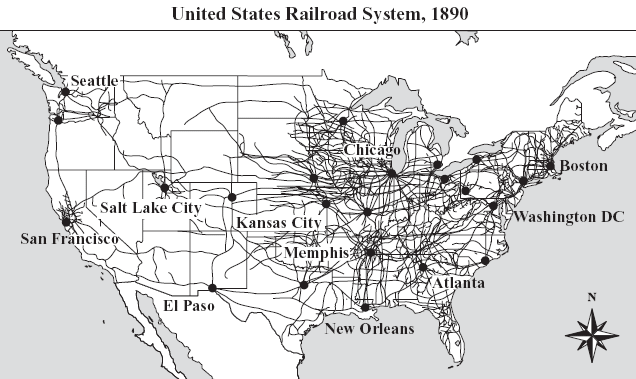 United States Railroad System, 1890
Seattle
Chicago
Boston
Salt Lake City
Kansas City
Washington DC
San Francisco
Memphis
Atlanta
El Paso
New Orleans
N